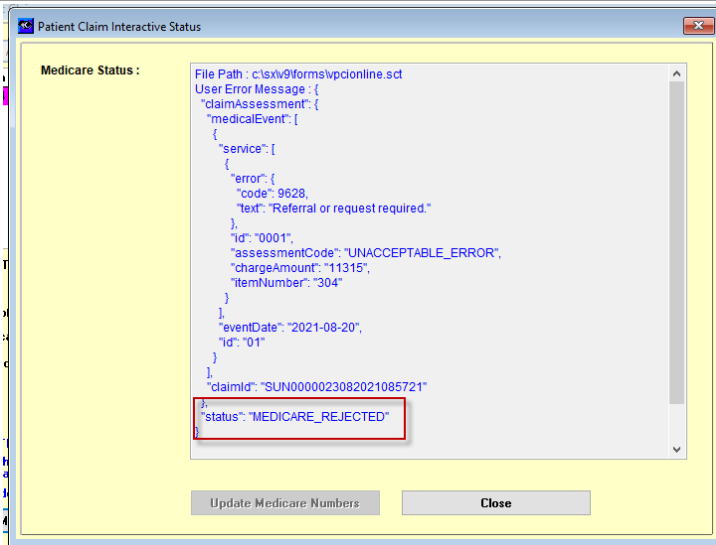 Patient Claim Interactive Status
Medicare Status :
File Path : c:\sx\v9\forms\vpcionline.sct
User Error Message : {
"claimAssessment": {
"medicalEvent": [
{
"service": [
{
"error": {
"code": 9628,
"text": "Referral or request required."
},
"id": "0001",
"assessmentCode": "UNACCEPTABLE_ERROR",
"chargeAmount": "11315",
"itemNumber": "304"
}
],
"eventDate": "2021-08-20",
"id": "01"
}
],
"claimId": "SUN0000023082021085721"
},
"status": "MEDICARE_REJECTED"
}
Update Medicare Numbers
Close